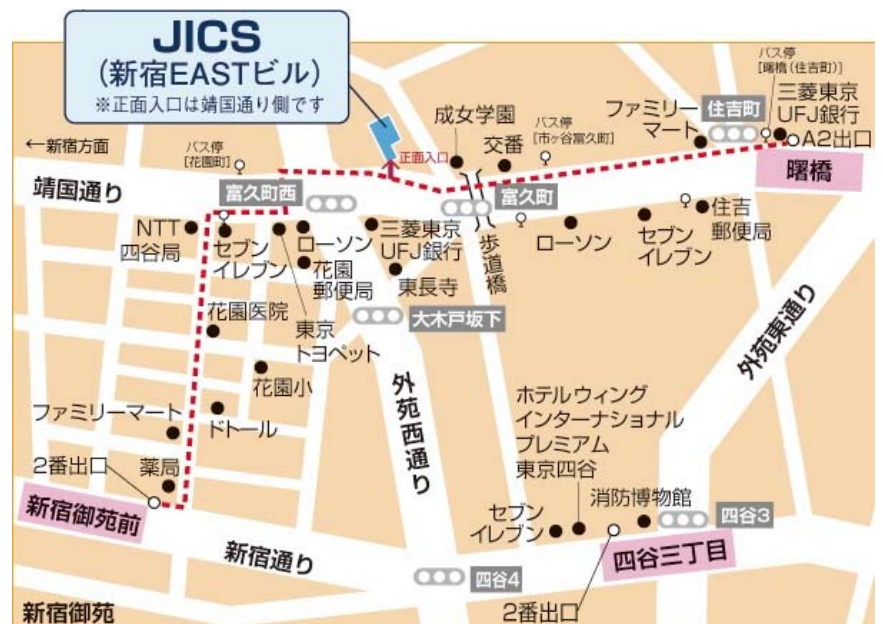 JICS
(新宿EASTビル)
※正面入口は靖国通り側です
←新宿方面
バス停
[花園町]
正面入口
成女学園
交番
バス停
[市ヶ谷富久町]
ファミリー
マート
住吉町
バス停
[曙橋(住吉町)]
三菱東京
UFJ銀行
A2出口
曙橋
靖国通り
富久町西
富久町
NTT
四谷局
セブン
イレブン
ローソン
花園
郵便局
三菱東京
UFJ銀行
東長寺
歩道橋
ローソン
セブン
イレブン
住吉
郵便局
花園医院
東京
トヨペット
大木戸坂下
花園小
外苑西通り
外苑東通り
ファミリーマート
ドトール
2番出口
薬局
新宿御苑前
新宿通り
ホテルウィング
インターナショナル
プレミアム
東京四谷
セブン
イレブン
消防博物館
四谷3
四谷三丁目
四谷4
2番出口
新宿御苑